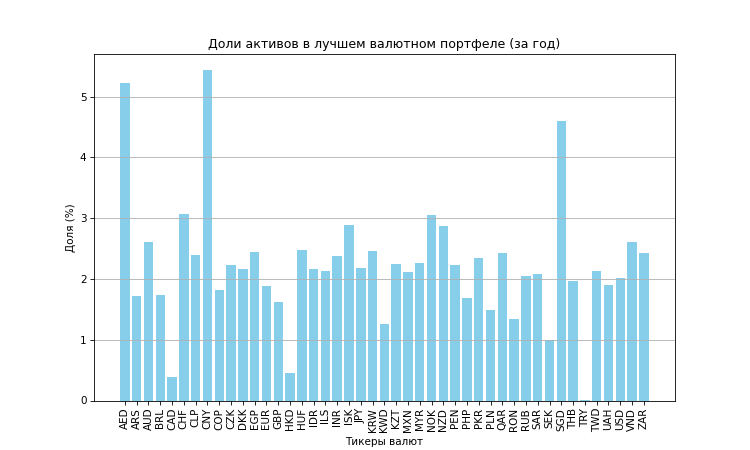 Доли активов в лучшем валютном портфеле (за год)
Доля (%)
5
4
3
2
1
0
AED ARS AUD BRL CAD CHF CLP CNY COP CZK DKK EGP EUR GBP HKD HUF IDR ILS INR ISK JPY KRW KWD KZT MXN MYR NOK NZD PEN PHP PKR PLN QAR RON RUB SAR SEK SGD THB TRY TWD UAH USD VND ZAR
Тикеры валют